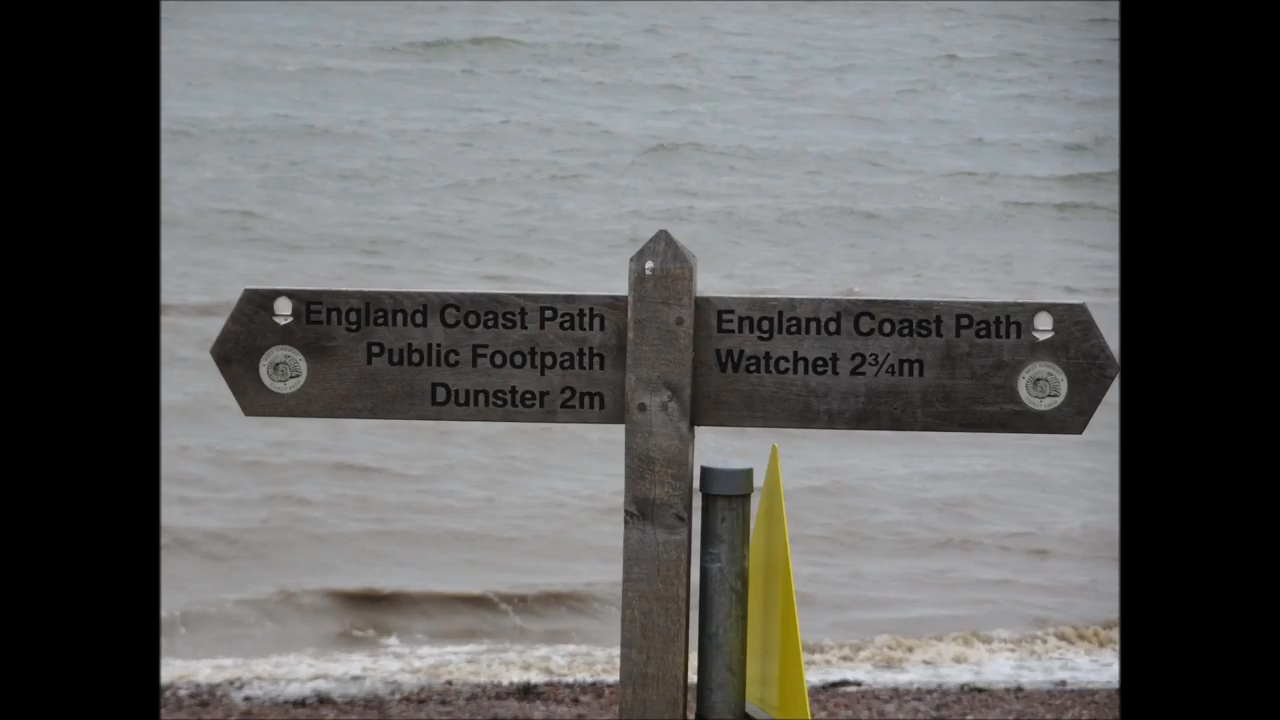 England Coast Path
Public Footpath
Dunster 2m
England Coast Path
Watchet 2¾m